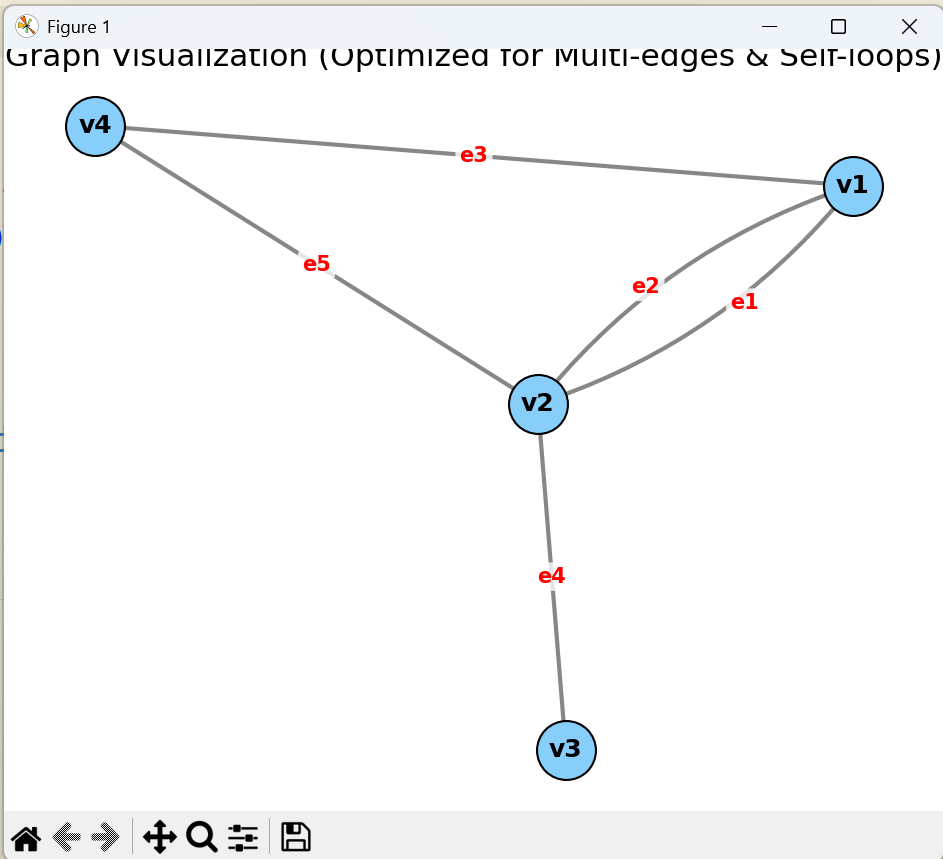 Figure 1
Graph Visualization (Optimized for Multi-edges & Self-loops)
v4
e3
v1
e5
e2
e1
v2
e4
v3